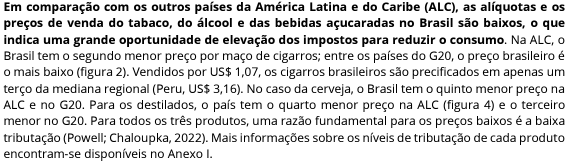 Em comparação com os outros países da América Latina e do Caribe (ALC), as alíquotas e os
preços de venda do tabaco, do álcool e das bebidas açucaradas no Brasil são baixos, o que
indica uma grande oportunidade de elevação dos impostos para reduzir o consumo. Na ALC, o
Brasil tem o segundo menor preço por maço de cigarros; entre os países do G20, o preço brasileiro é
o mais baixo (figura 2). Vendidos por US$ 1,07, os cigarros brasileiros são precificados em apenas um
terço da mediana regional (Peru, US$ 3,16). No caso da cerveja, o Brasil tem o quinto menor preço na
ALC e no G20. Para os destilados, o país tem o quarto menor preço na ALC (figura 4) e o terceiro
menor no G20. Para todos os três produtos, uma razão fundamental para os preços baixos é a baixa
tributação (Powell; Chaloupka, 2022). Mais informações sobre os níveis de tributação de cada produto
encontram-se disponíveis no Anexo I.